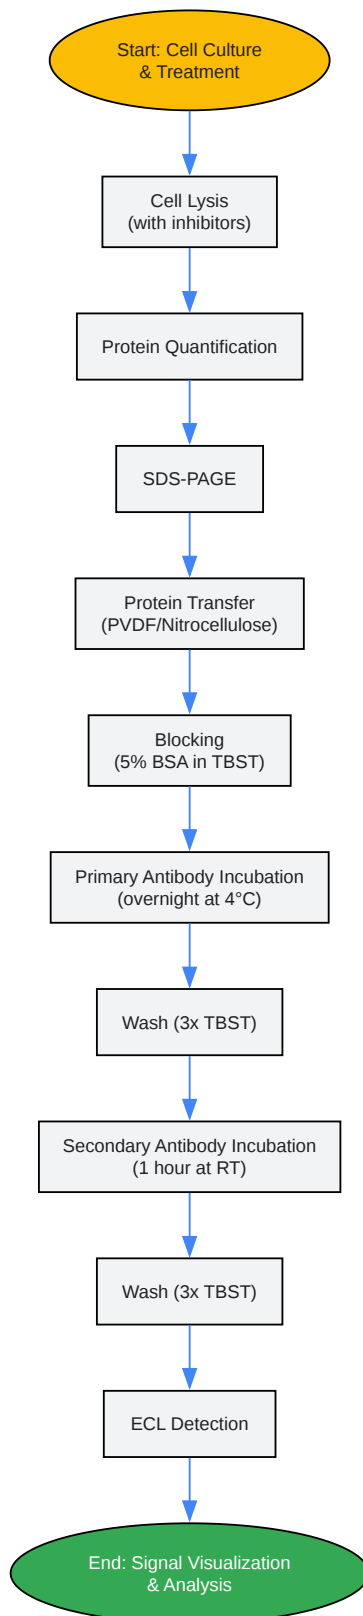 Start: Cell Culture
& Treatment
Cell Lysis
(with inhibitors)
Protein Quantification
SDS-PAGE
Protein Transfer
(PVDF/Nitrocellulose)
Blocking
(5% BSA in TBST)
Primary Antibody Incubation
(overnight at 4°C)
Wash (3x TBST)
Secondary Antibody Incubation
(1 hour at RT)
Wash (3x TBST)
ECL Detection
End: Signal Visualization
& Analysis